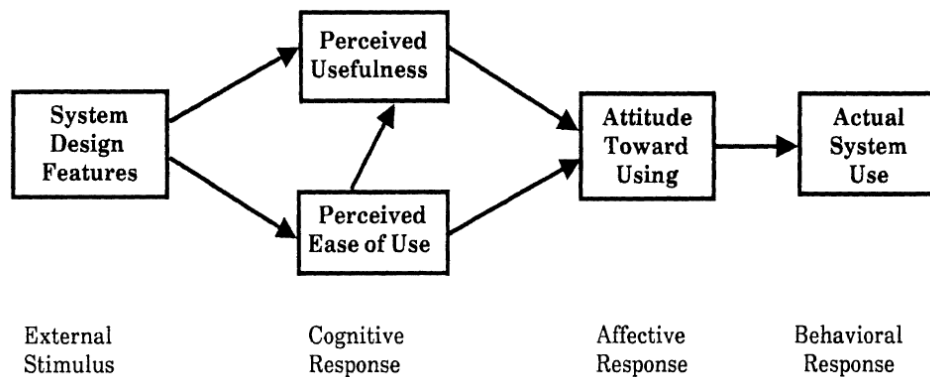 System
Design
Features
Perceived
Usefulness
Perceived
Ease of Use
Attitude
Toward
Using
Actual
System
Use
External
Stimulus
Cognitive
Response
Affective
Response
Behavioral
Response